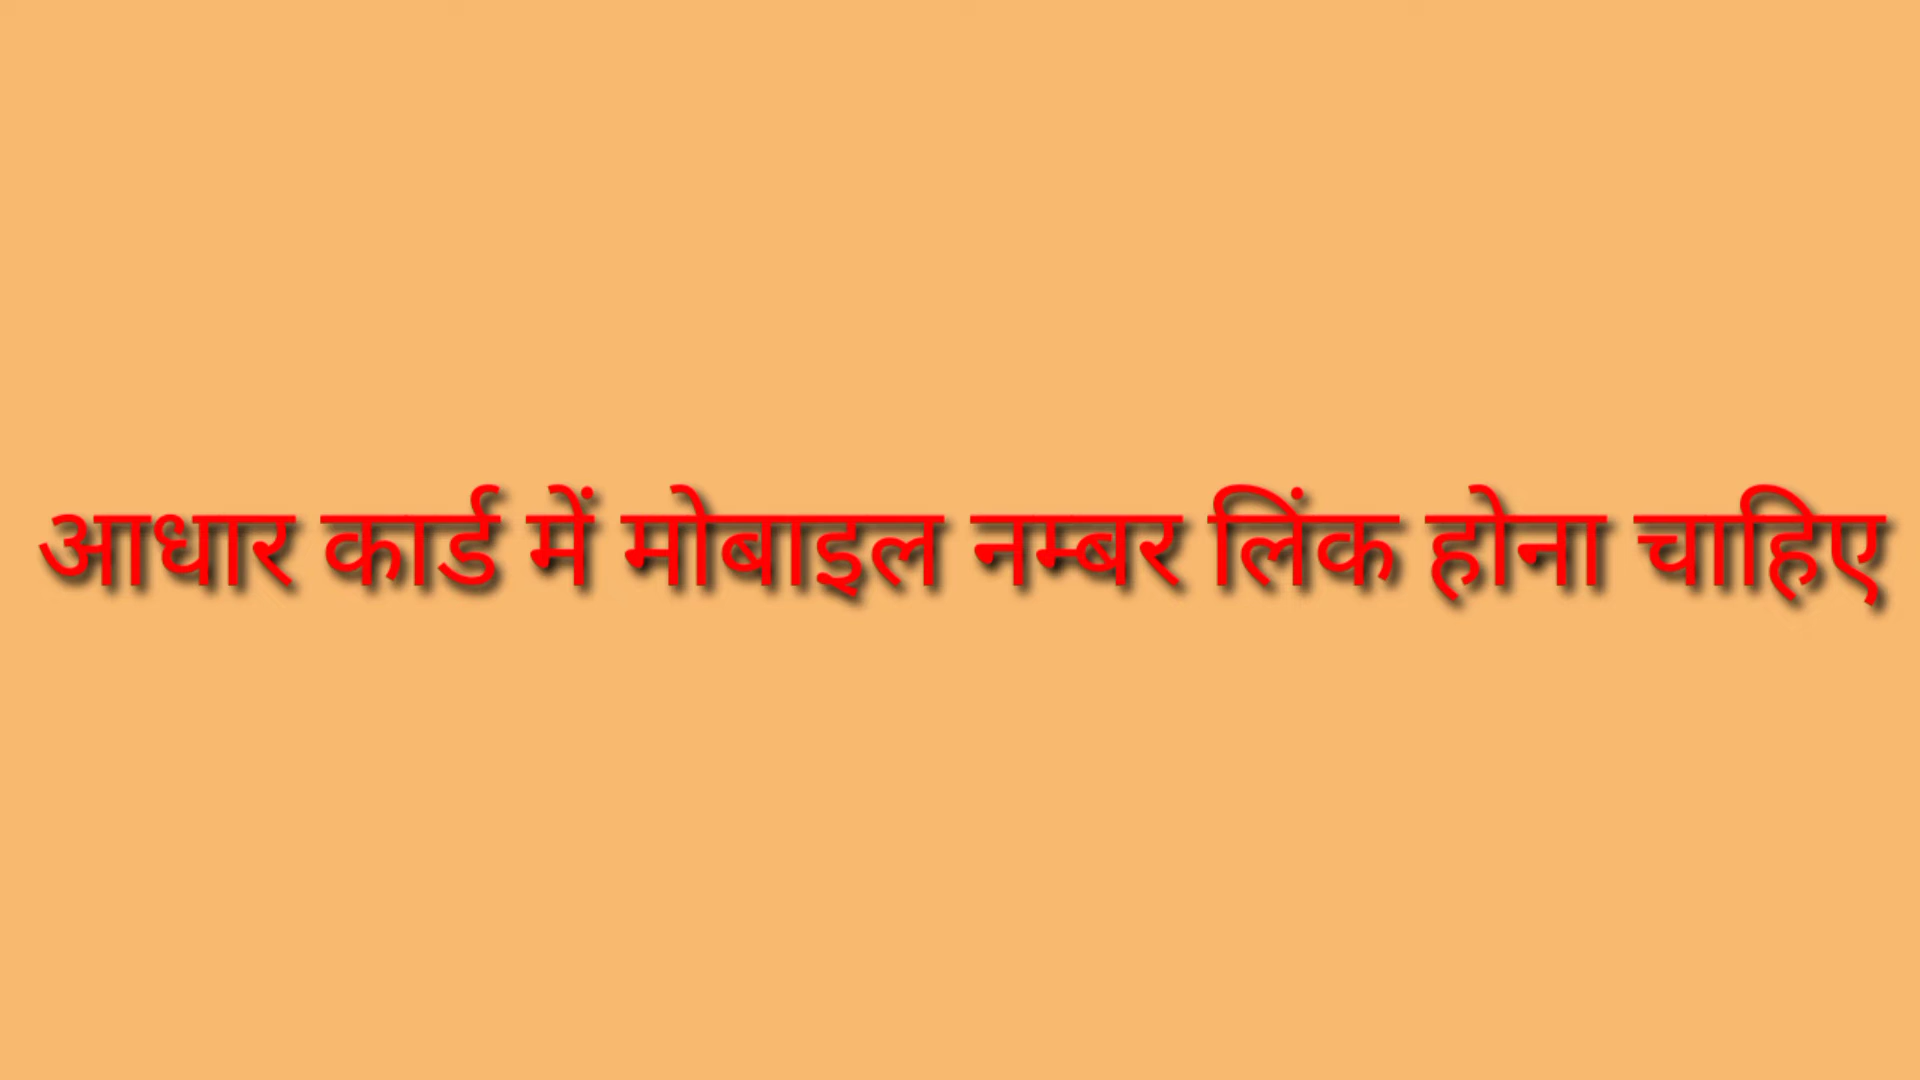 आधार कार्ड में मोबाइल नम्बर लिंक होना चाहिए